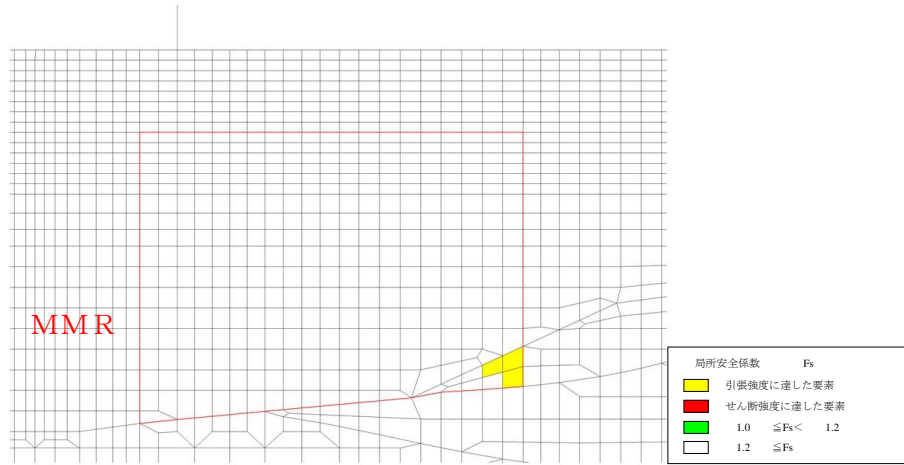 MMR
局所安全係数 Fs
引張強度に達した要素
せん断強度に達した要素
1.0 ≦Fs< 1.2
1.2 ≦Fs